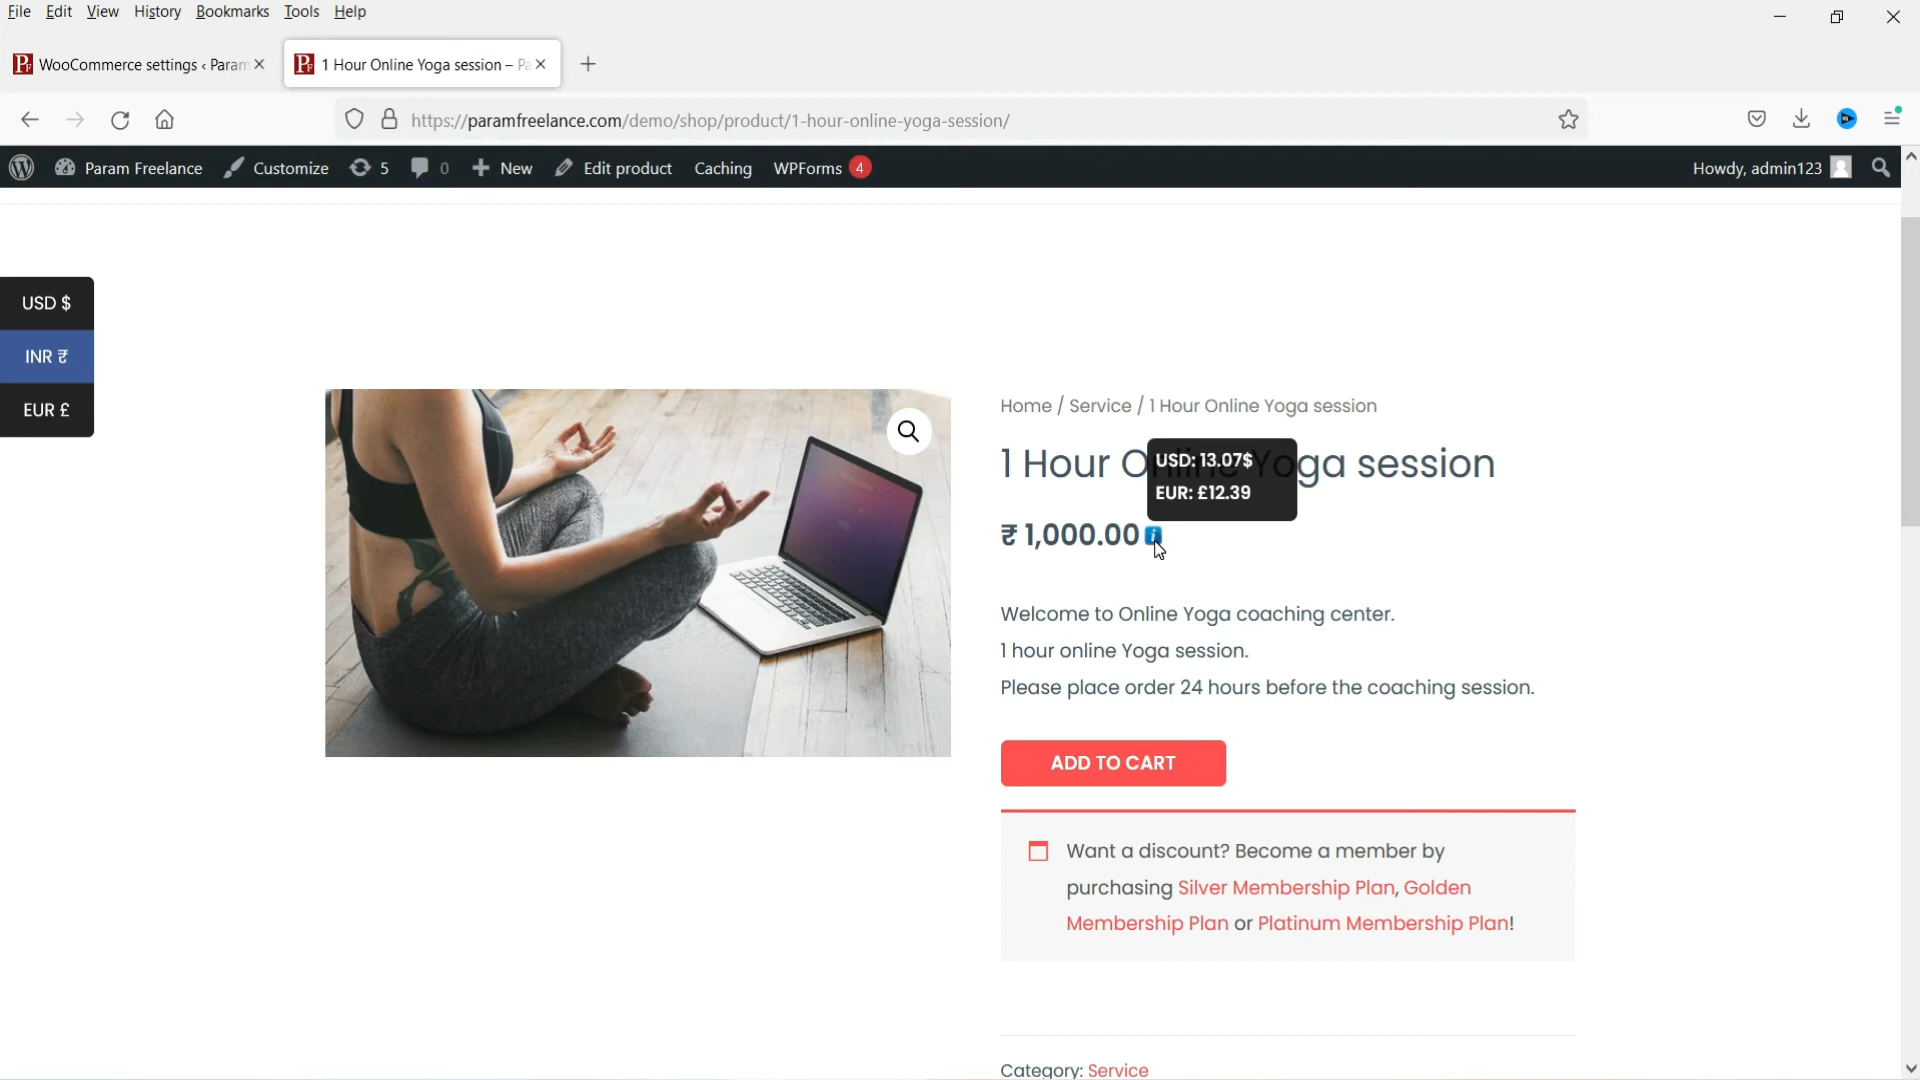 File Edit View History Bookmarks Tools Help
WooCommerce settings ‹ Param
1 Hour Online Yoga session – Pa
https://paramfreelance.com/demo/shop/product/1-hour-online-yoga-session/
Param Freelance Customize 5 0 New Edit product Caching WPForms 4 Howdy, admin123
USD $
INR ₹
EUR £
Home / Service / 1 Hour Online Yoga session
1 Hour Online Yoga session
USD: 13.07$
EUR: £12.39
₹ 1,000.00
Welcome to Online Yoga coaching center.
1 hour online Yoga session.
Please place order 24 hours before the coaching session.
ADD TO CART
Want a discount? Become a member by
purchasing Silver Membership Plan, Golden
Membership Plan or Platinum Membership Plan!
Category: Service